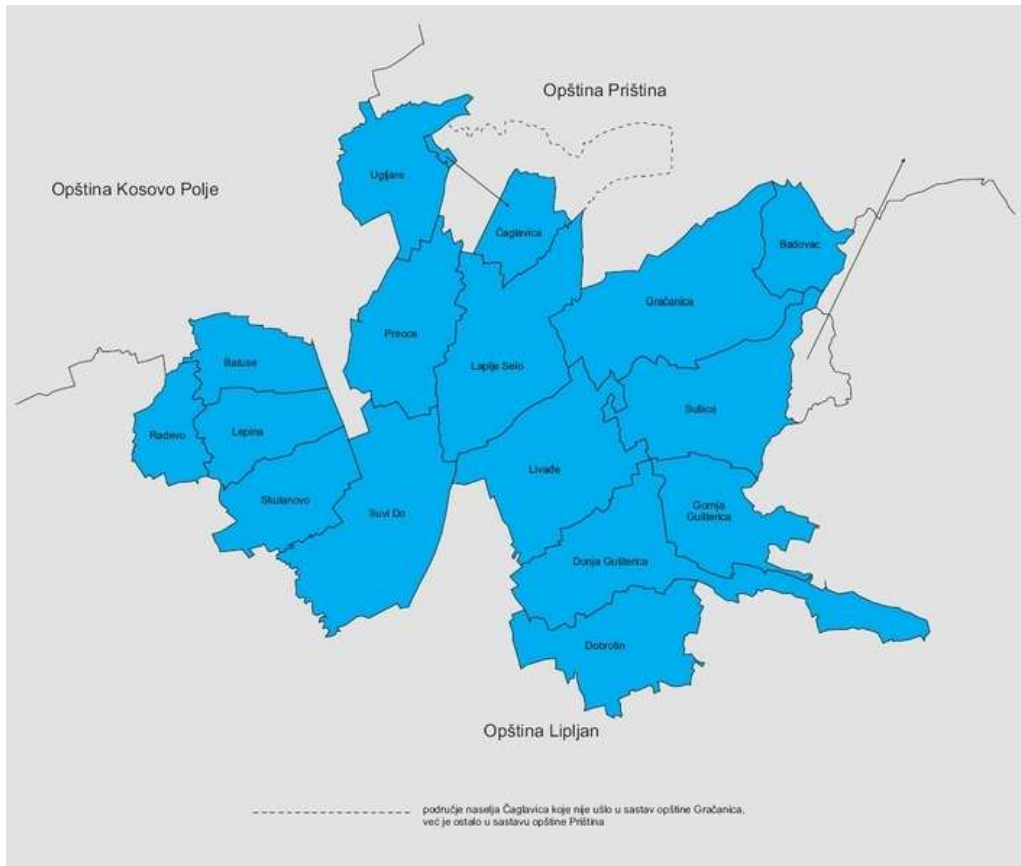 Opština Priština
Opština Kosovo Polje
Ugljare
Čaglavica
Badovac
Gračanica
Preoce
Batuse
Laplje Selo
Sušica
Radevo
Lepina
Livađe
Skulanovo
Suvi Do
Gornja
Gušterica
Donja Gušterica
Dobrotin
Opština Lipljan
područje naselja Čaglavica koje nije ušlo u sastav opštine Gračanica,
već je ostalo u sastavu opštine Priština